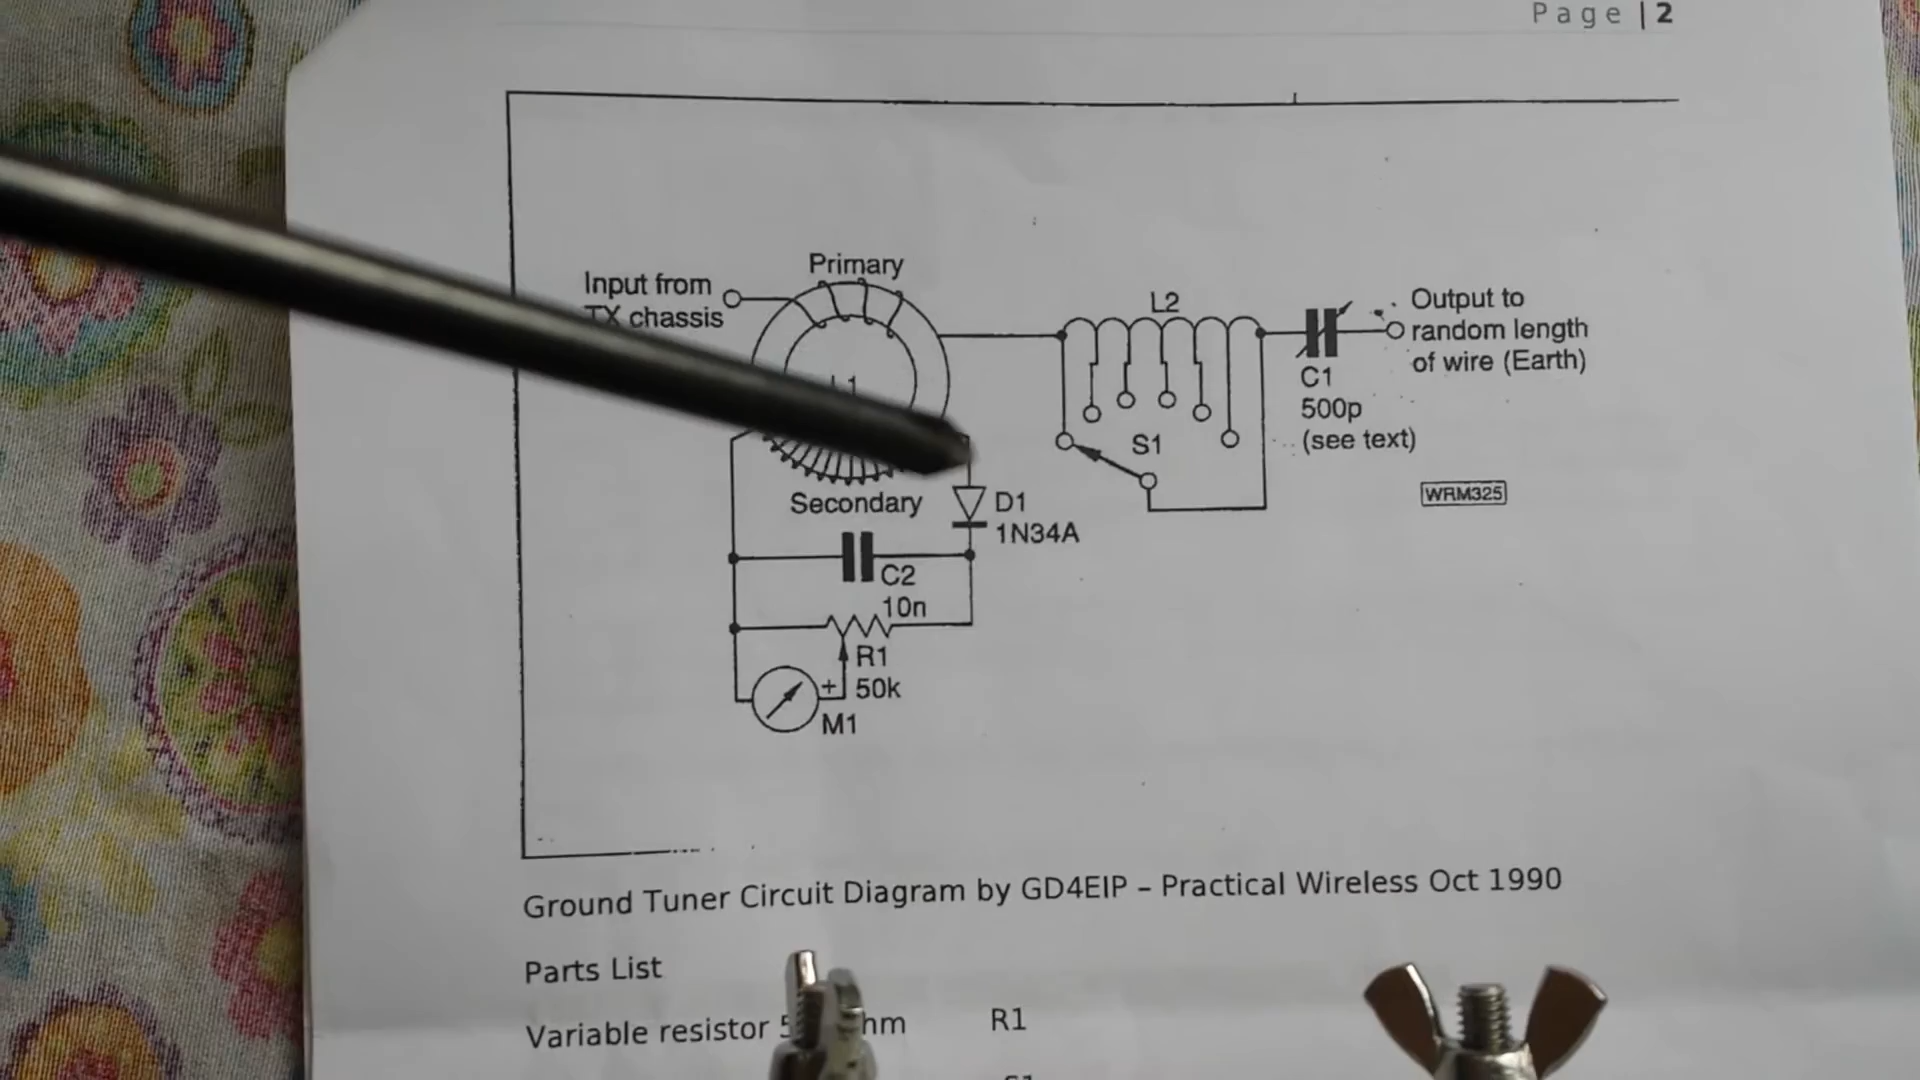 Page | 2
Primary
Input from
TX chassis
L2
Output to
random length
of wire (Earth)
C1
500p
(see text)
S1
WRM325
Secondary
D1
1N34A
C2
10n
R1
50k
+
M1
Ground Tuner Circuit Diagram by GD4EIP – Practical Wireless Oct 1990
Parts List
Variable resistor R1